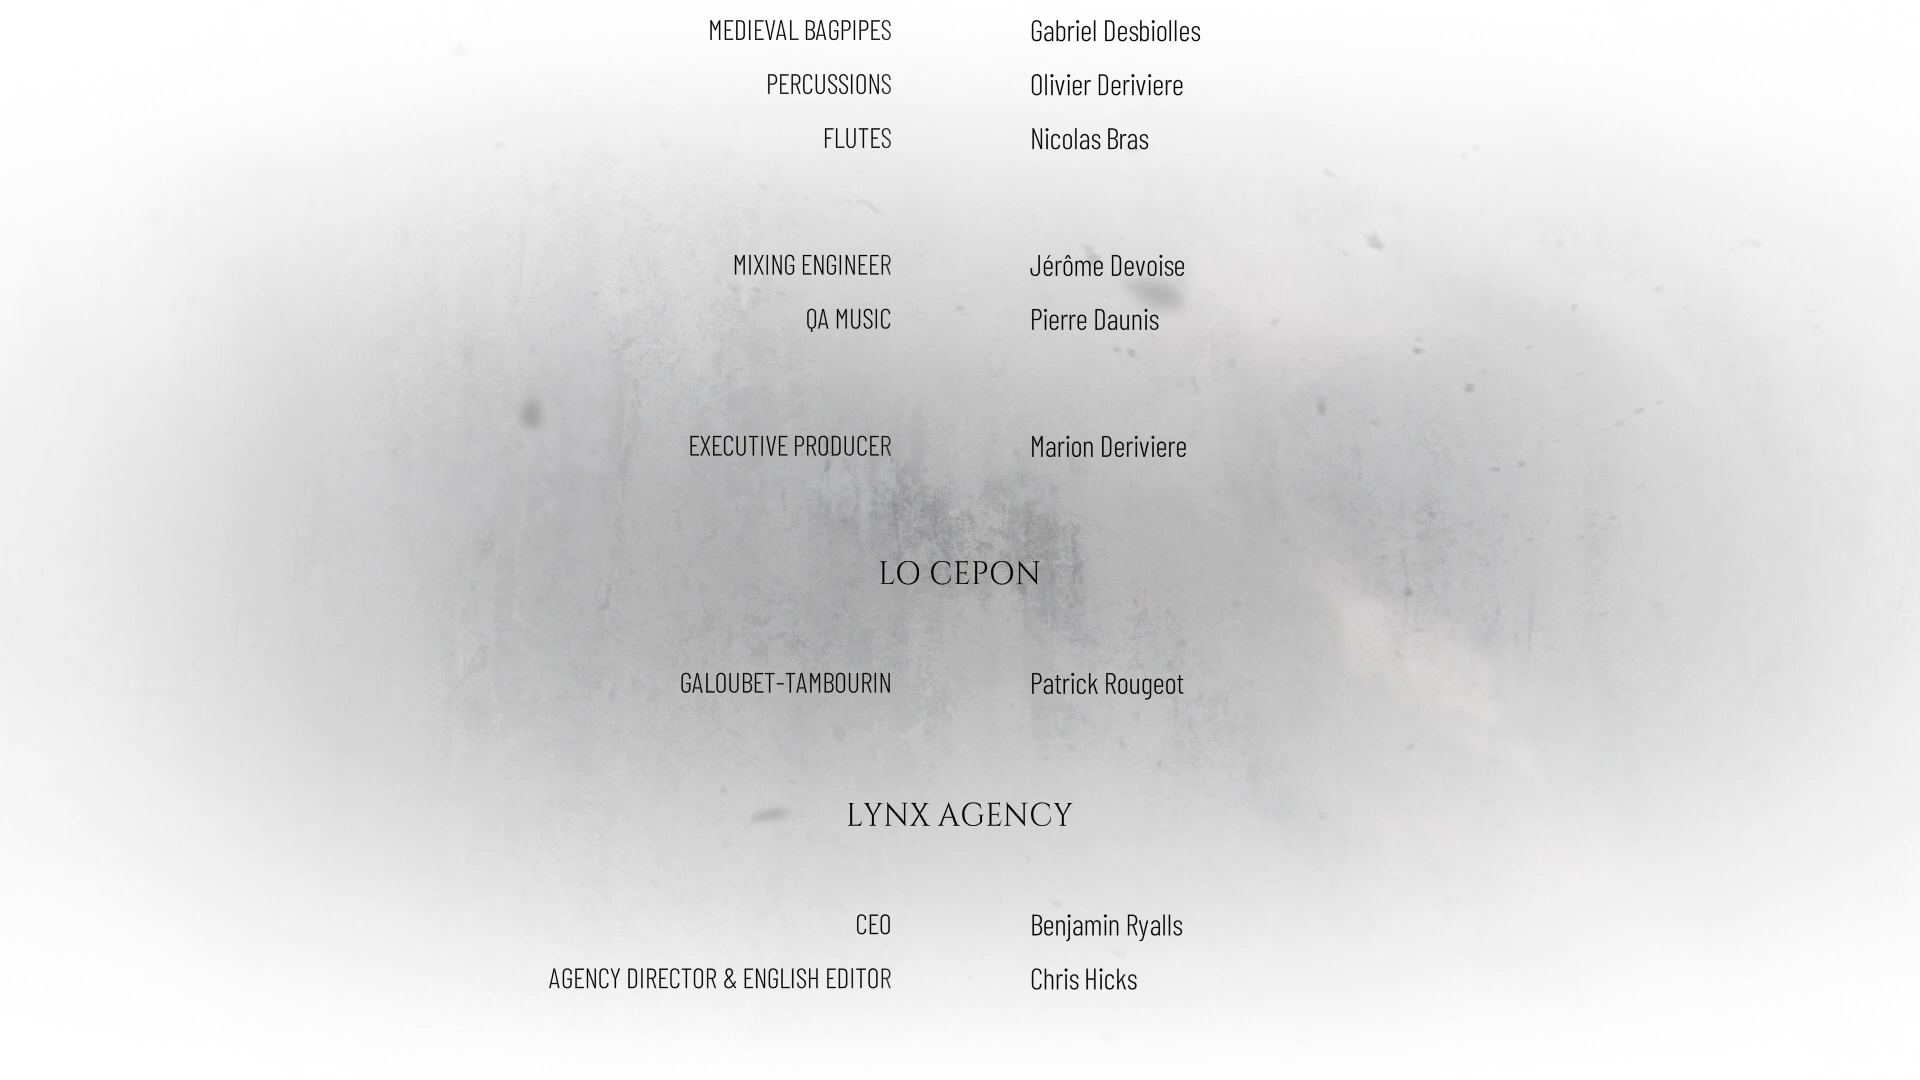 MEDIEVAL BAGPIPES Gabriel Desbiolles
PERCUSSIONS Olivier Deriviere
FLUTES Nicolas Bras
MIXING ENGINEER Jérôme Devoise
QA MUSIC Pierre Daunis
EXECUTIVE PRODUCER Marion Deriviere
LO CEPON
GALOUBET-TAMBOURIN Patrick Rougeot
LYNX AGENCY
CEO Benjamin Ryalls
AGENCY DIRECTOR & ENGLISH EDITOR Chris Hicks